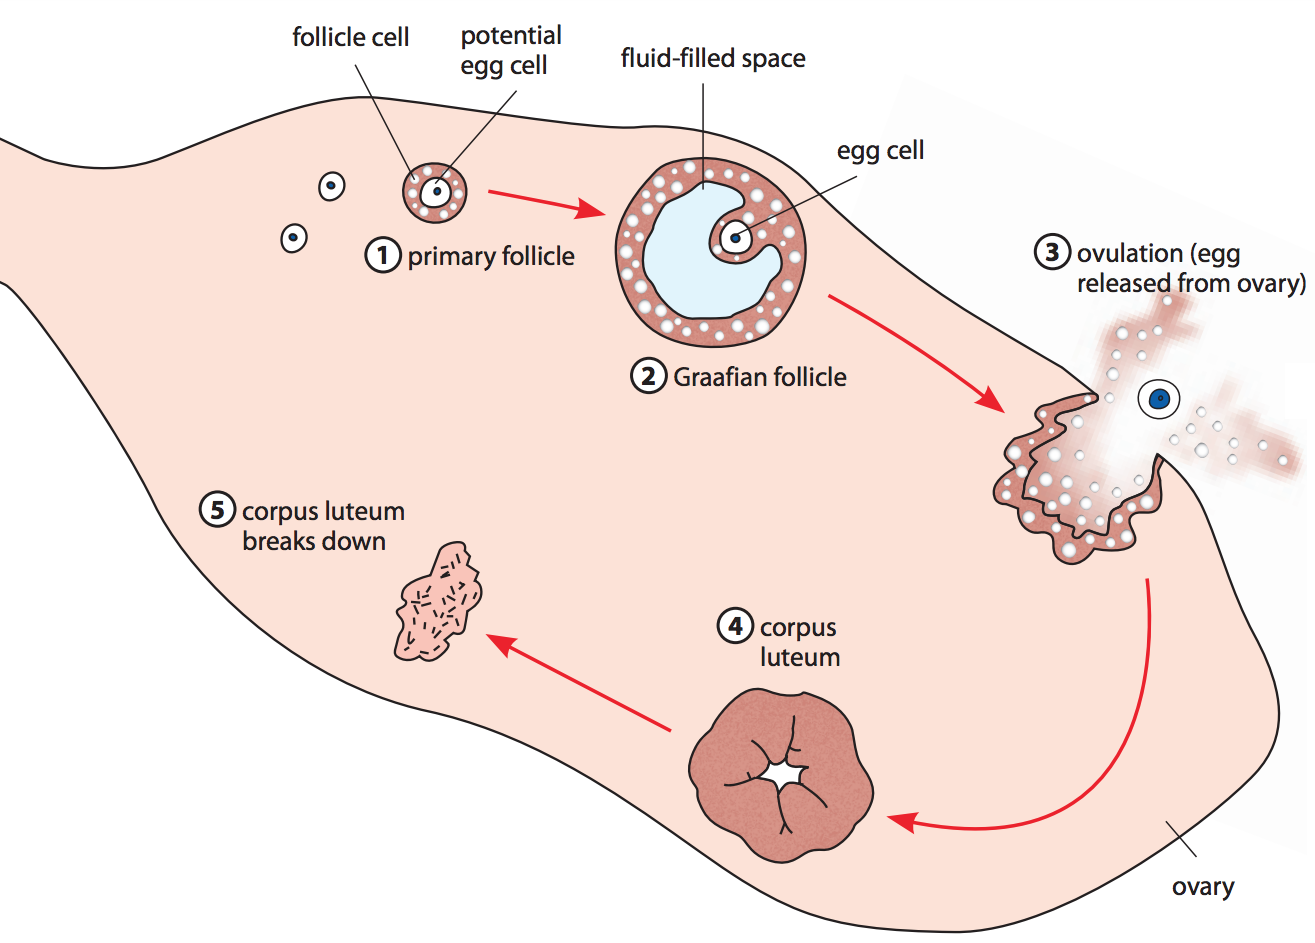 follicle cell
potential
egg cell
fluid-filled space
egg cell
1 primary follicle
2 Graafian follicle
3 ovulation (egg
released from ovary)
4 corpus
luteum
5 corpus luteum
breaks down
ovary